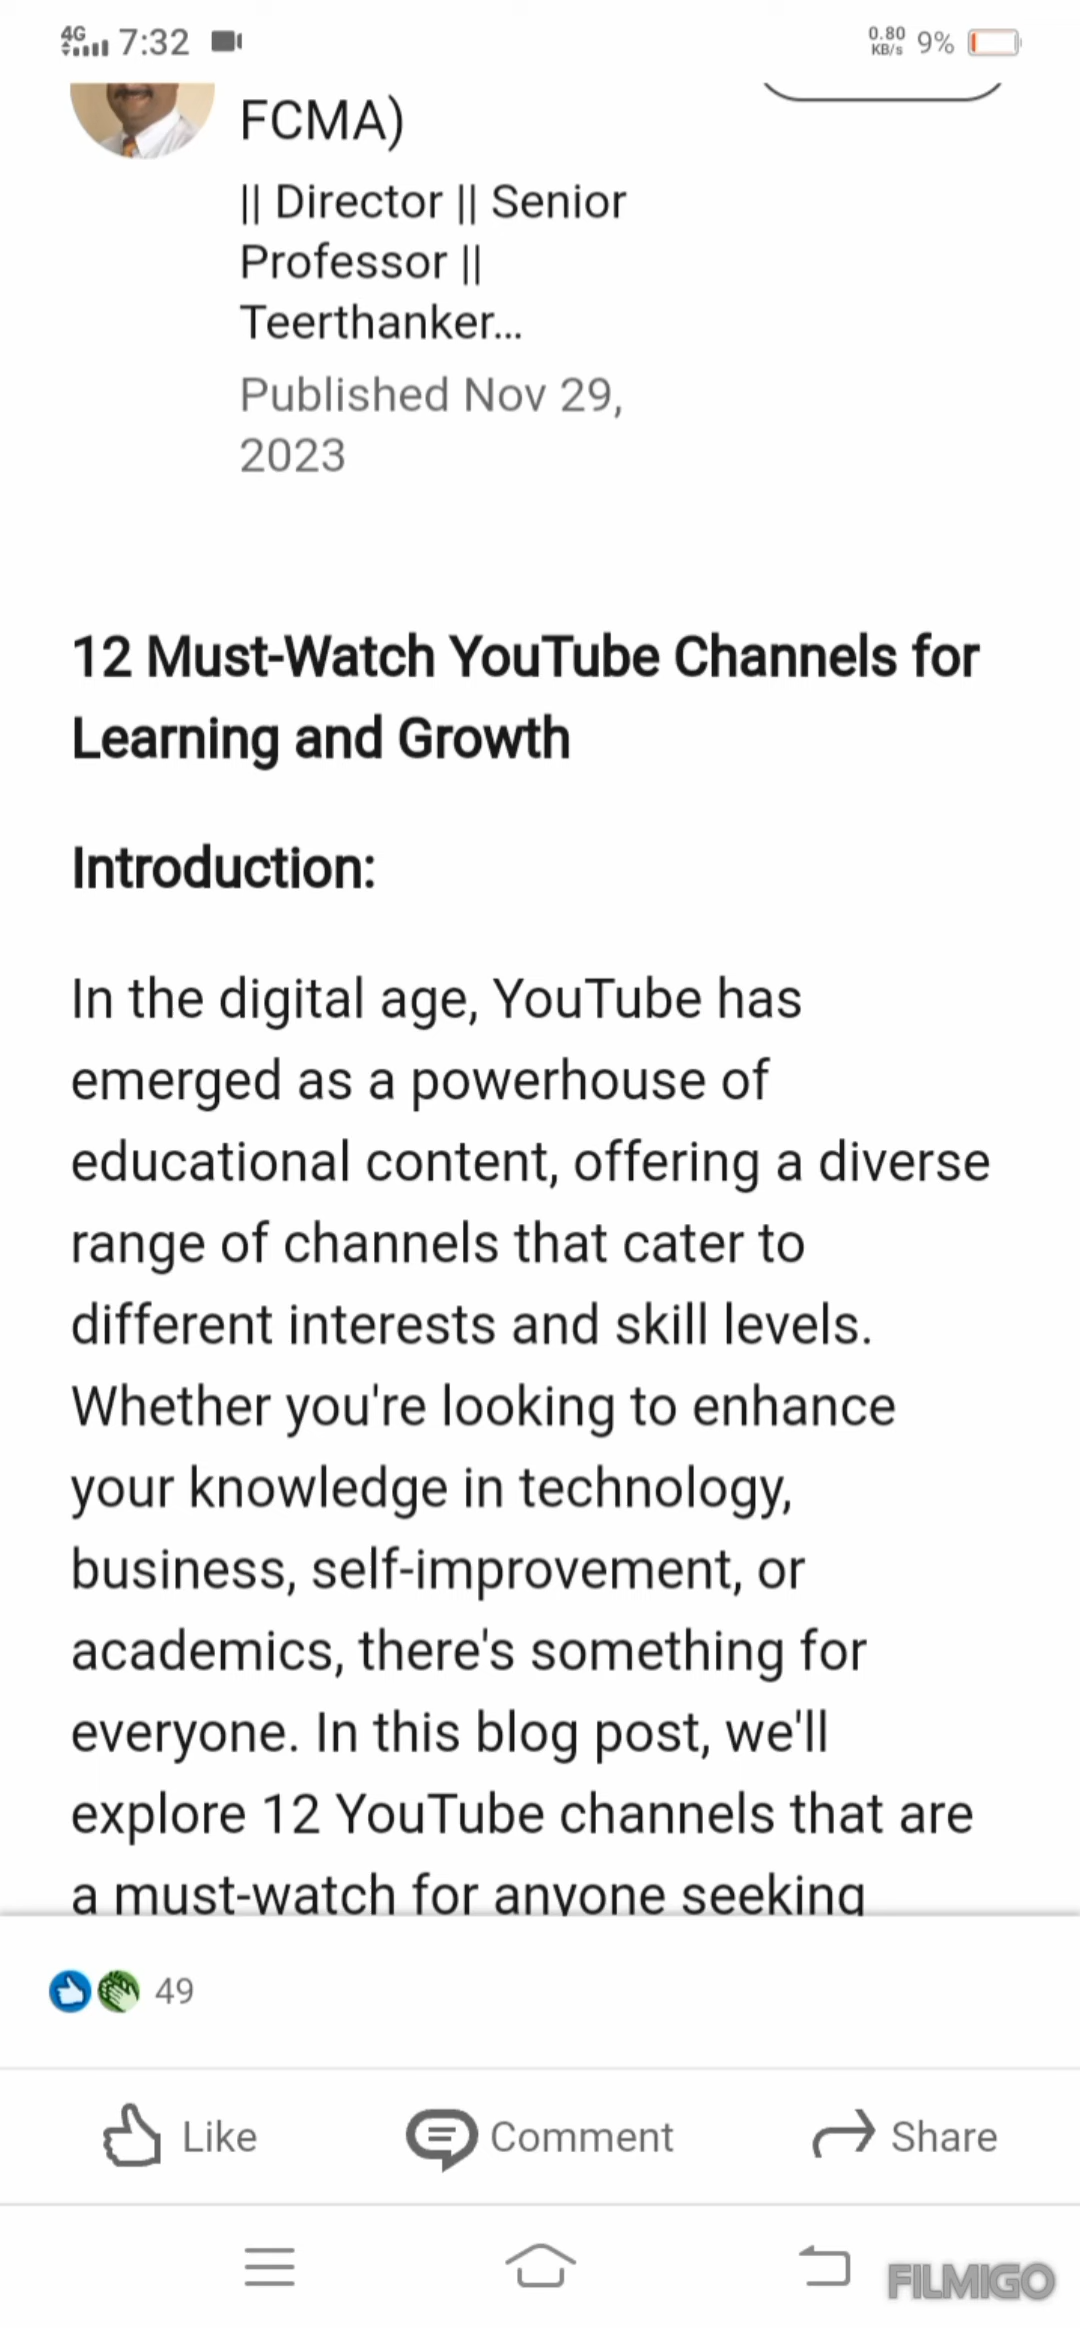 4G 7:32 0.80 KB/s 9%
FCMA)
|| Director || Senior
Professor ||
Teerthanker...
Published Nov 29,
2023
12 Must-Watch YouTube Channels for
Learning and Growth
Introduction:
In the digital age, YouTube has
emerged as a powerhouse of
educational content, offering a diverse
range of channels that cater to
different interests and skill levels.
Whether you're looking to enhance
your knowledge in technology,
business, self-improvement, or
academics, there's something for
everyone. In this blog post, we'll
explore 12 YouTube channels that are
a must-watch for anyone seeking
49
Like Comment Share
FILMIGO